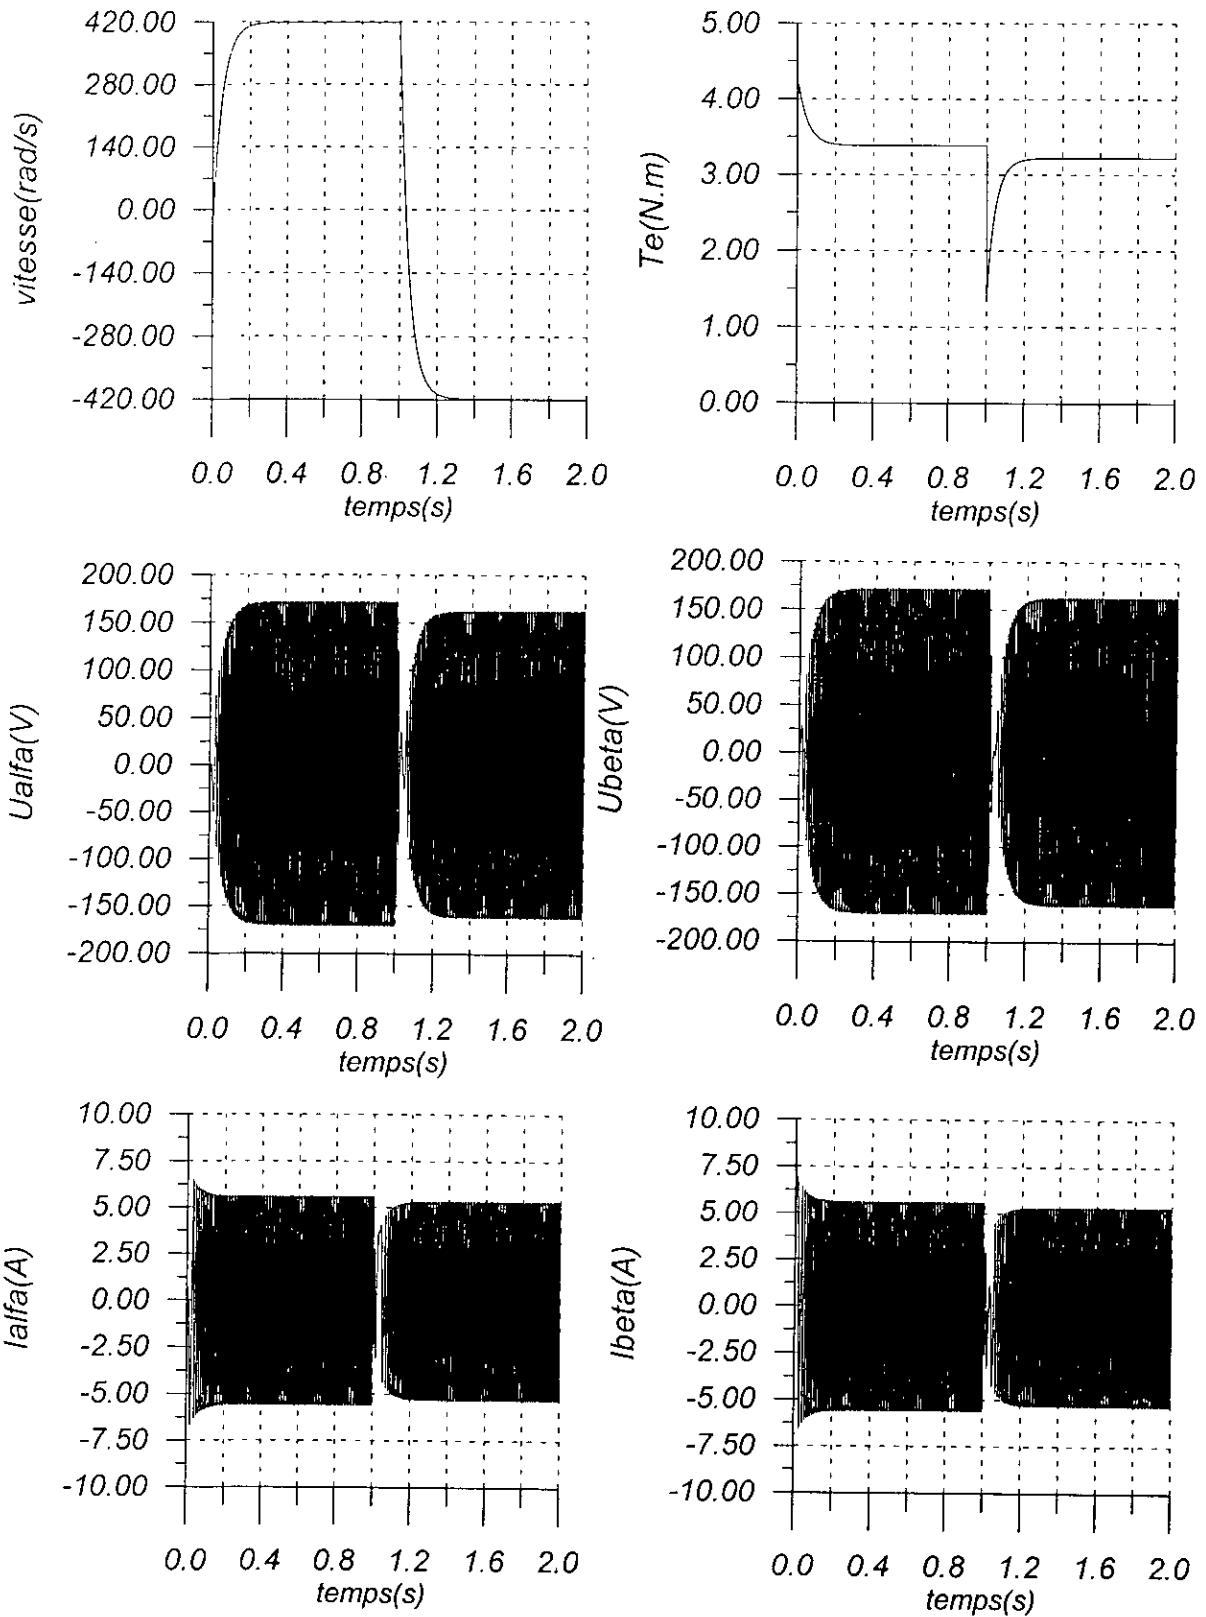 vitesse(rad/s)
420.00
280.00
140.00
0.00
-140.00
-280.00
-420.00
0.0 0.4 0.8 1.2 1.6 2.0
temps(s)
Te(N.m)
5.00
4.00
3.00
2.00
1.00
0.00
0.0 0.4 0.8 1.2 1.6 2.0
temps(s)
Ualfa(V)
200.00
150.00
100.00
50.00
0.00
-50.00
-100.00
-150.00
-200.00
0.0 0.4 0.8 1.2 1.6 2.0
temps(s)
Ubeta(V)
200.00
150.00
100.00
50.00
0.00
-50.00
-100.00
-150.00
-200.00
0.0 0.4 0.8 1.2 1.6 2.0
temps(s)
Ialfa(A)
10.00
7.50
5.00
2.50
0.00
-2.50
-5.00
-7.50
-10.00
0.0 0.4 0.8 1.2 1.6 2.0
temps(s)
Ibeta(A)
10.00
7.50
5.00
2.50
0.00
-2.50
-5.00
-7.50
-10.00
0.0 0.4 0.8 1.2 1.6 2.0
temps(s)